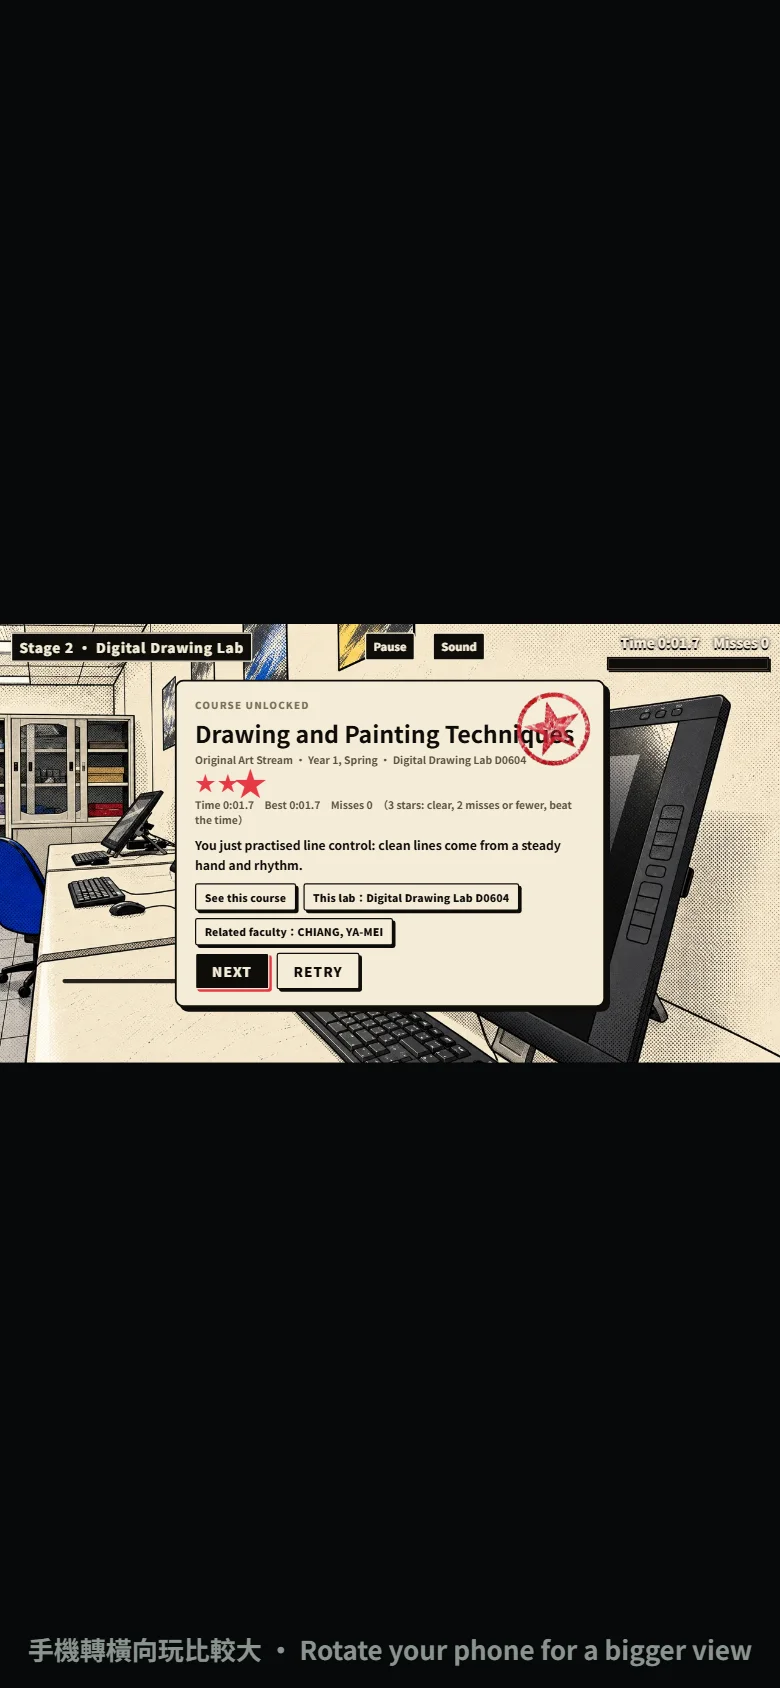 Stage 2 ・ Digital Drawing Lab
Pause
Sound
Time 0:01.7 Misses 0
COURSE UNLOCKED
Drawing and Painting Techniques
Original Art Stream ・ Year 1, Spring ・ Digital Drawing Lab D0604
Time 0:01.7 Best 0:01.7 Misses 0 （3 stars: clear, 2 misses or fewer, beat
the time）
You just practised line control: clean lines come from a steady
hand and rhythm.
See this course
This lab：Digital Drawing Lab D0604
Related faculty：CHIANG, YA-MEI
NEXT
RETRY
手機轉橫向玩比較大 ・ Rotate your phone for a bigger view